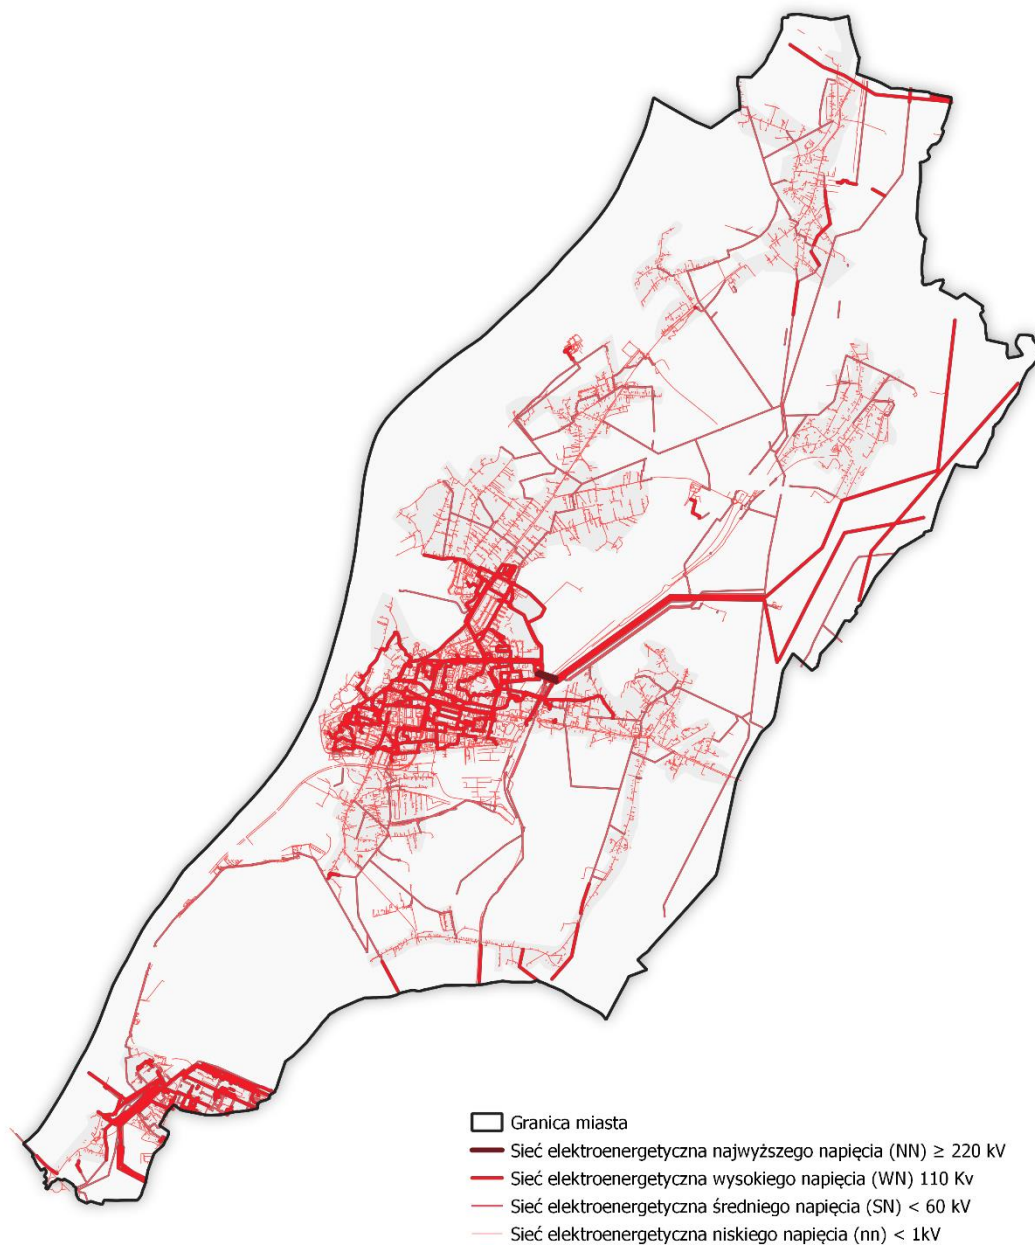 Granica miasta
Sieć elektroenergetyczna najwyższego napięcia (NN) ≥ 220 kV
Sieć elektroenergetyczna wysokiego napięcia (WN) 110 Kv
Sieć elektroenergetyczna średniego napięcia (SN) < 60 kV
Sieć elektroenergetyczna niskiego napięcia (nn) < 1kV